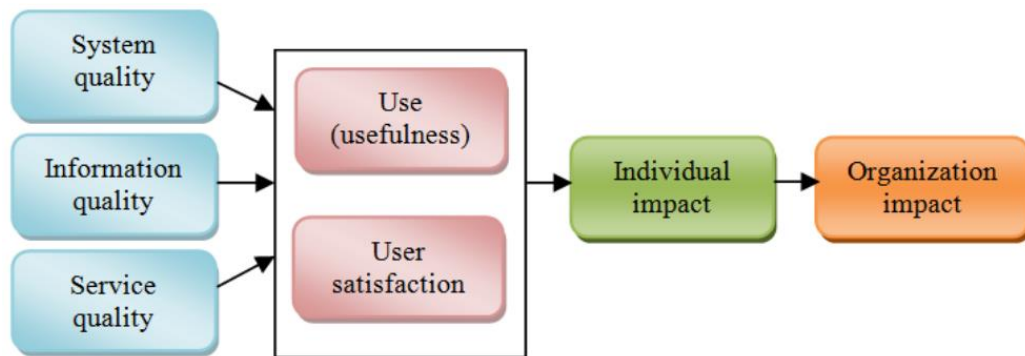 System
quality
Information
quality
Service
quality
Use
(usefulness)
User
satisfaction
Individual
impact
Organization
impact